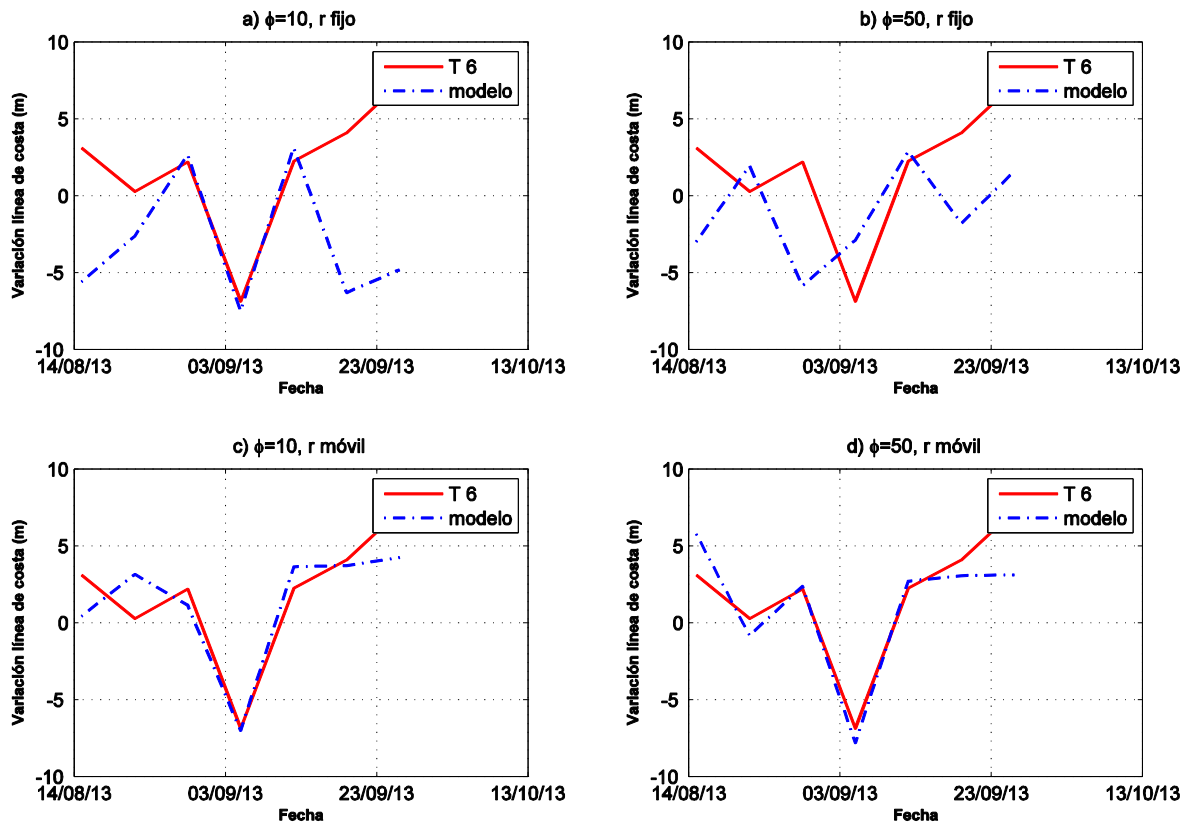 a) ϕ=10, r fijo
Variación línea de costa (m)
10
5
0
-5
-10
T 6
modelo
14/08/13 03/09/13 23/09/13 13/10/13
Fecha
b) ϕ=50, r fijo
Variación línea de costa (m)
10
5
0
-5
-10
T 6
modelo
14/08/13 03/09/13 23/09/13 13/10/13
Fecha
c) ϕ=10, r móvil
Variación línea de costa (m)
10
5
0
-5
-10
T 6
modelo
14/08/13 03/09/13 23/09/13 13/10/13
Fecha
d) ϕ=50, r móvil
Variación línea de costa (m)
10
5
0
-5
-10
T 6
modelo
14/08/13 03/09/13 23/09/13 13/10/13
Fecha